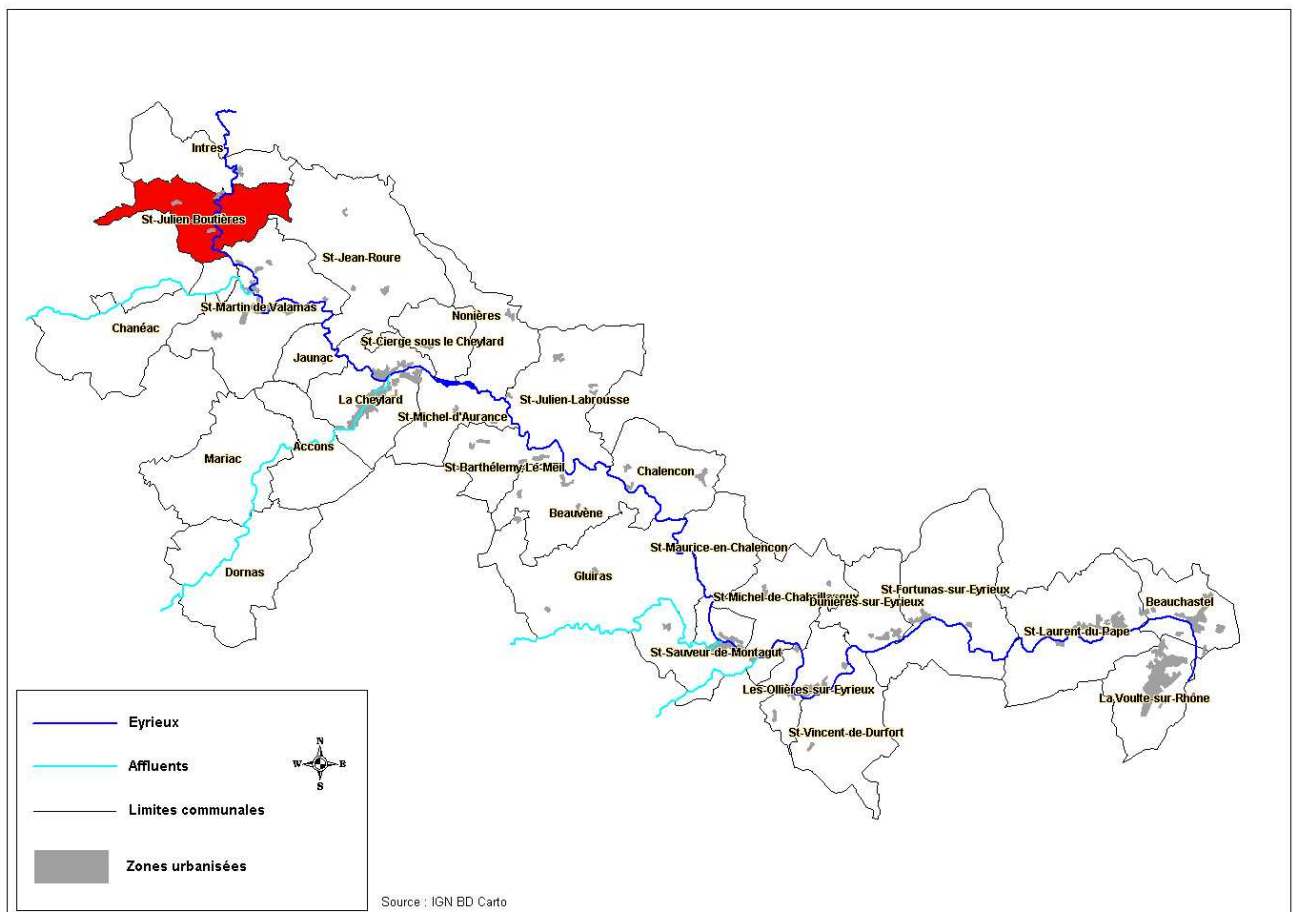 Intres
St-Julien-Boutières
St-Jean-Roure
St-Martin de Valamas
Chanéac
Nonières
St-Cierge sous le Cheylard
Jaunac
La Cheylard
St-Julien-Labrousse
St-Michel-d'Aurance
Accons
Mariac
St-Barthélemy-Le-Meil
Chalencon
Beauvène
St-Maurice-en-Chalencon
Dornas
Gluiras
St-Fortunas-sur-Eyrieux
St-Michel-de-Chabrillanoux
Dunières-sur-Eyrieux
Beauchastel
St-Laurent-du-Pape
St-Sauveur-de-Montagut
Les-Ollières-sur-Eyrieux
La Voulte-sur-Rhône
St-Vincent-de-Durfort
Eyrieux
Affluents
Limites communales
Zones urbanisées
N
W E
S
Source : IGN BD Carto